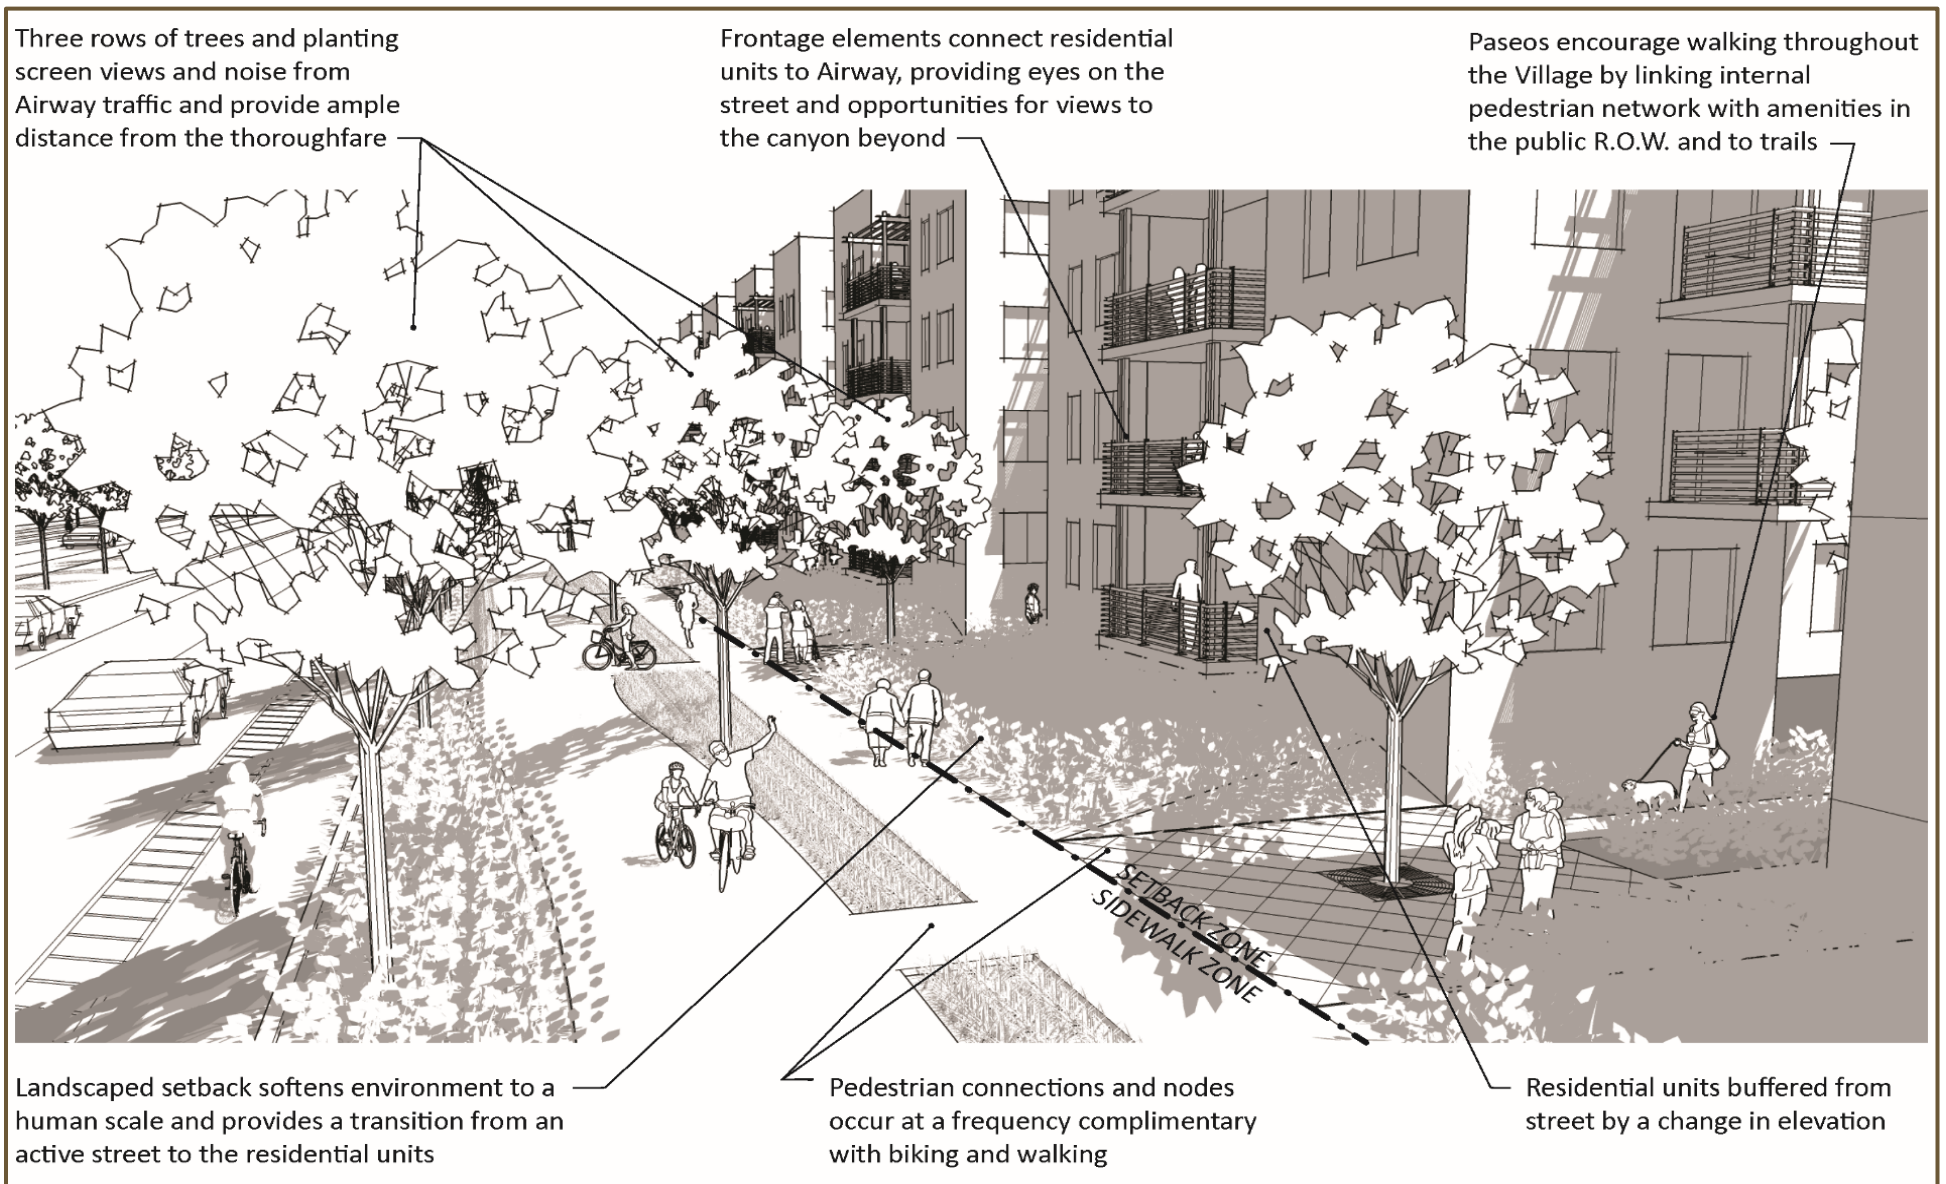 Three rows of trees and planting
screen views and noise from
Airway traffic and provide ample
distance from the thoroughfare
Frontage elements connect residential
units to Airway, providing eyes on the
street and opportunities for views to
the canyon beyond
Paseos encourage walking throughout
the Village by linking internal
pedestrian network with amenities in
the public R.O.W. and to trails
SETBACK ZONE
SIDEWALK ZONE
Landscaped setback softens environment to a
human scale and provides a transition from an
active street to the residential units
Pedestrian connections and nodes
occur at a frequency complimentary
with biking and walking
Residential units buffered from
street by a change in elevation